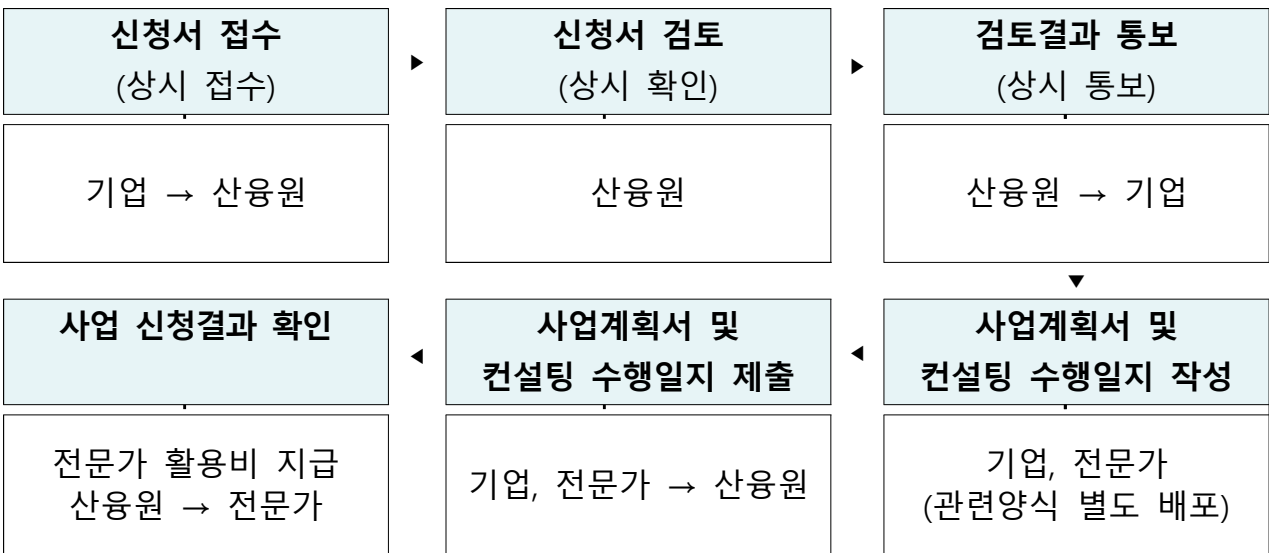 신청서 접수
(상시 접수)
▶
신청서 검토
(상시 확인)
▶
검토결과 통보
(상시 통보)
기업 → 산융원
산융원
산융원 → 기업
▼
사업계획서 및
컨설팅 수행일지 작성
기업, 전문가
(관련양식 별도 배포)
◀
사업계획서 및
컨설팅 수행일지 제출
기업, 전문가 → 산융원
◀
사업 신청결과 확인
전문가 활용비 지급
산융원 → 전문가